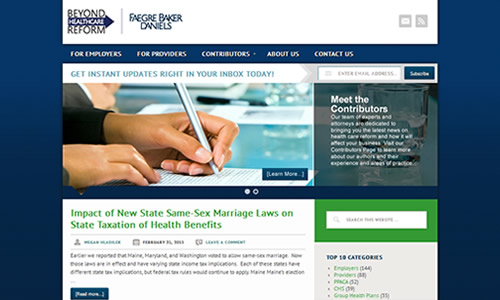 BEYOND
HEALTHCARE
REFORM
FAEGRE BAKER
DANIELS
FOR EMPLOYERS
FOR PROVIDERS
CONTRIBUTORS
ABOUT US
CONTACT US
GET INSTANT UPDATES RIGHT IN YOUR INBOX TODAY!
ENTER EMAIL ADDRESS...
Subscribe
Meet the
Contributors
Our team of experts and
attorneys are dedicated to
bringing you the latest news on
health care reform and how it will
affect your business. Visit our
Contributors Page to learn more
about our authors and their
experience and areas of practice.
[Learn More...]
Impact of New State Same-Sex Marriage Laws on
State Taxation of Health Benefits
FEBRUARY 21, 2013
LEAVE A COMMENT
Earlier we reported that Maine, Maryland, and Washington voted to allow same-sex marriage. Now
those laws are in effect and have varying state income tax implications. Each of these states have
different state tax implications, but federal tax rules would continue to apply. Maine Maine's election
...
[Read more...]
SEARCH THIS WEBSITE ...
TOP 10 CATEGORIES
Employers (144)
Providers (88)
PPACA (52)
CMS (39)